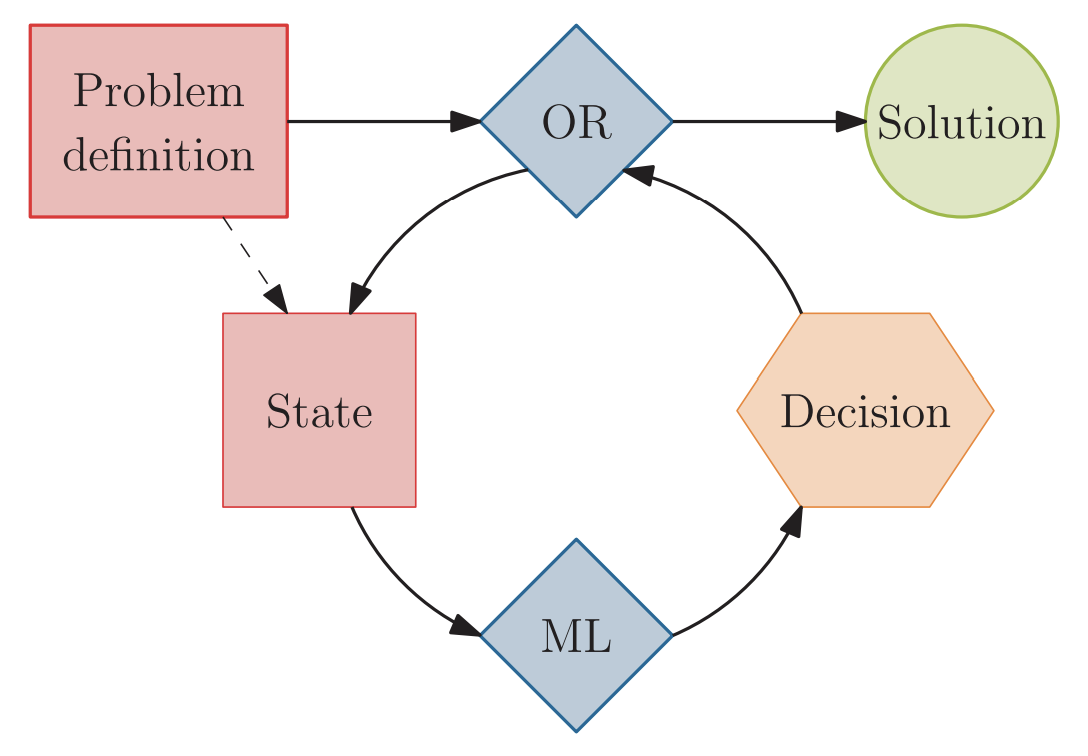 Problem
definition
OR
Solution
State
Decision
ML